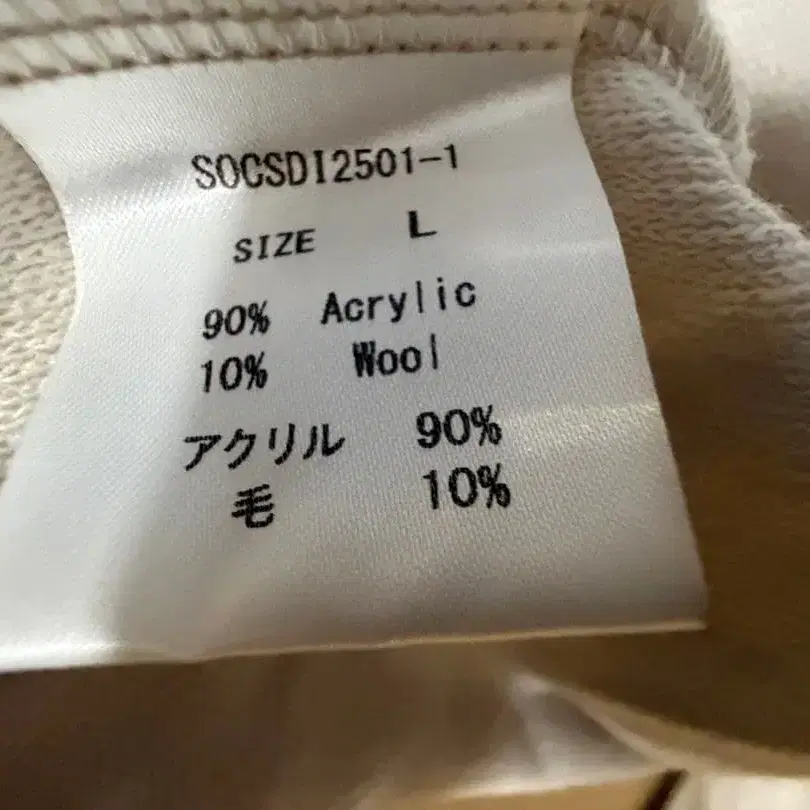 SOCSDI2501-1
SIZE L
90% Acrylic
10% Wool
アクリル 90%
毛 10%